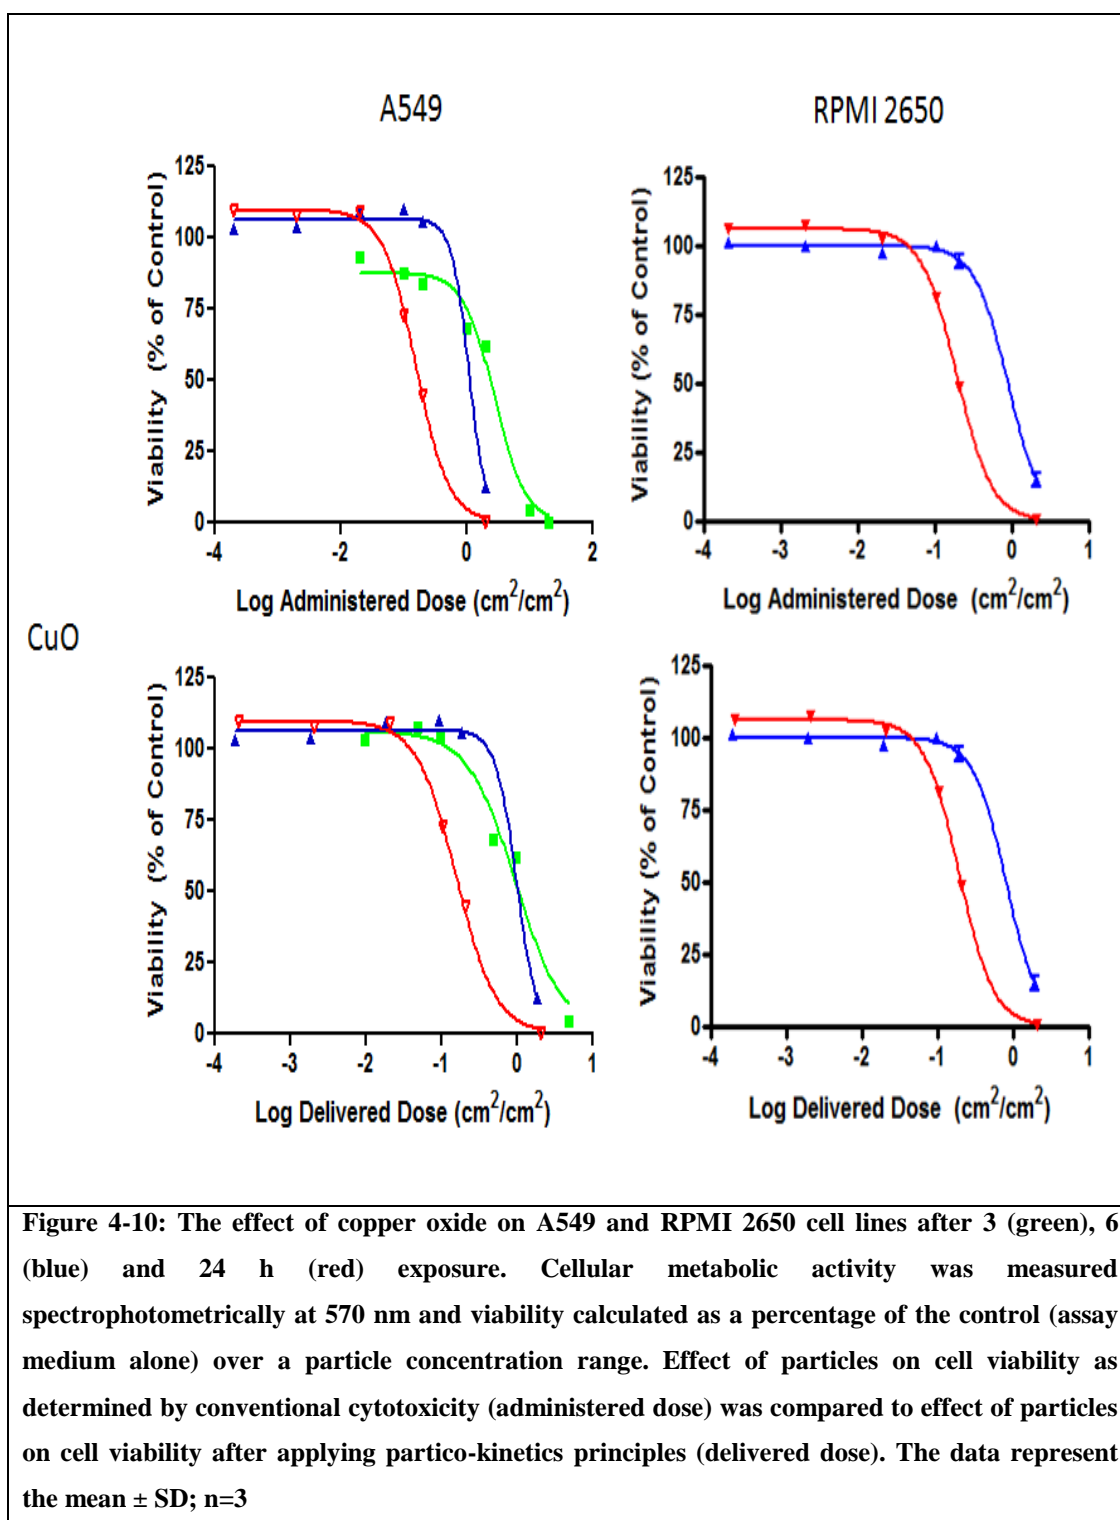 A549
RPMI 2650
125
100
75
50
25
0
Viability (% of Control)
-4
-2
0
2
Log Administered Dose (cm²/cm²)
125
100
75
50
25
0
Viability (% of Control)
-4
-3
-2
-1
0
1
Log Administered Dose (cm²/cm²)
CuO
125
100
75
50
25
0
Viability (% of Control)
-4
-3
-2
-1
0
1
Log Delivered Dose (cm²/cm²)
125
100
75
50
25
0
Viability (% of Control)
-4
-3
-2
-1
0
1
Log Delivered Dose (cm²/cm²)
Figure 4-10: The effect of copper oxide on A549 and RPMI 2650 cell lines after 3 (green), 6
(blue) and 24 h (red) exposure. Cellular metabolic activity was measured
spectrophotometrically at 570 nm and viability calculated as a percentage of the control (assay
medium alone) over a particle concentration range. Effect of particles on cell viability as
determined by conventional cytotoxicity (administered dose) was compared to effect of particles
on cell viability after applying partico-kinetics principles (delivered dose). The data represent
the mean ± SD; n=3